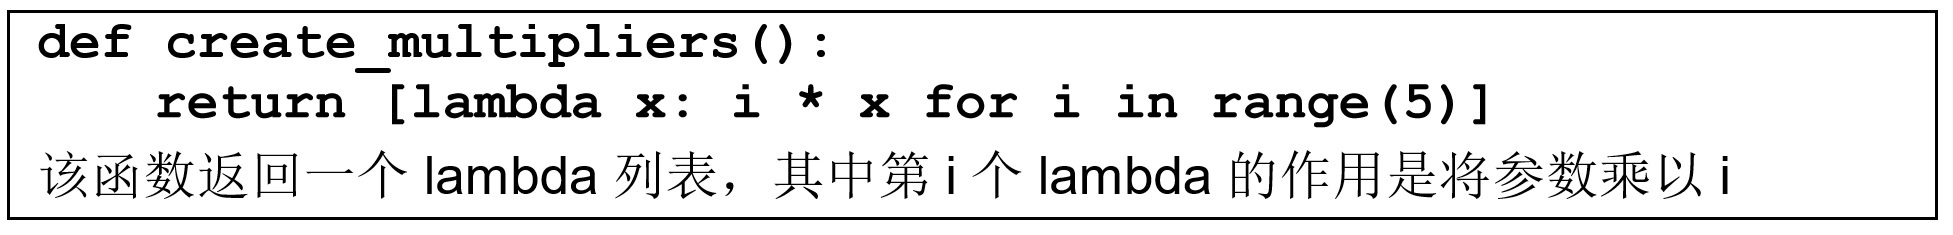 def create_multipliers():
    return [lambda x: i * x for i in range(5)]
该函数返回一个 lambda 列表，其中第 i 个 lambda 的作用是将参数乘以 i